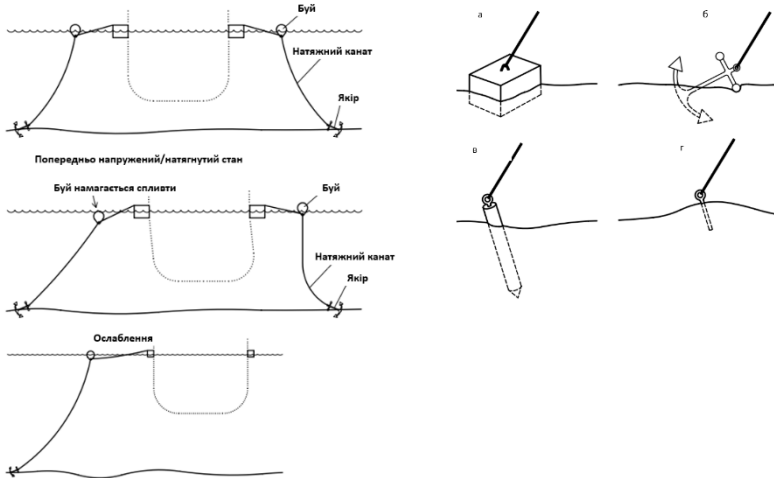 Буй
Натяжний канат
Якір
Попередньо напружений/натягнутий стан
Буй намагається спливти
Буй
Натяжний канат
Якір
Ослаблення
а
б
в
г